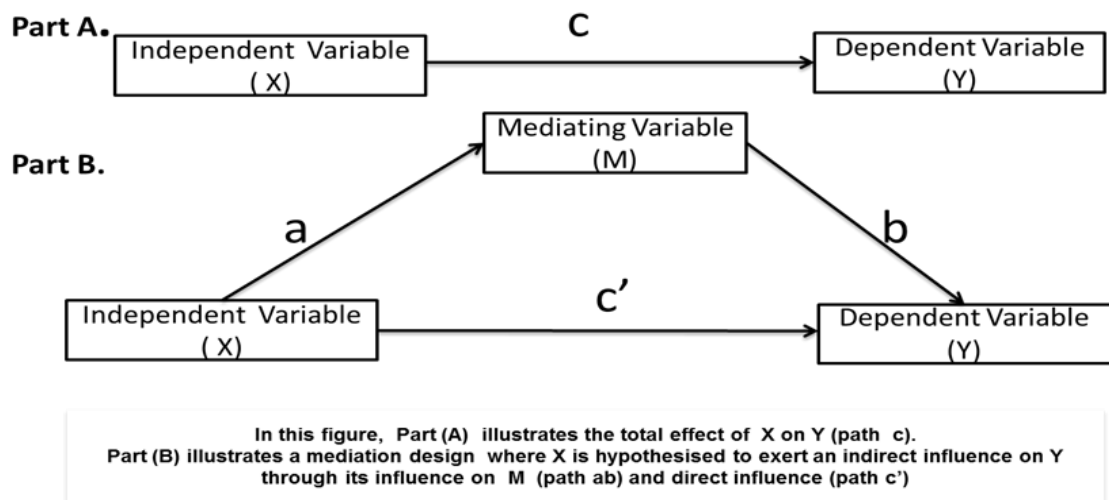 Part A.
C
Independent Variable
( X)
Dependent Variable
(Y)
Mediating Variable
(M)
Part B.
a
b
c’
Independent Variable
( X)
Dependent Variable
(Y)
In this figure, Part (A) illustrates the total effect of X on Y (path c).
Part (B) illustrates a mediation design where X is hypothesised to exert an indirect influence on Y
through its influence on M (path ab) and direct influence (path c’)